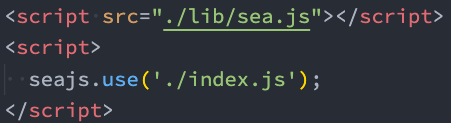 <script src="./lib/sea.js"></script>
<script>
  seajs.use('./index.js');
</script>